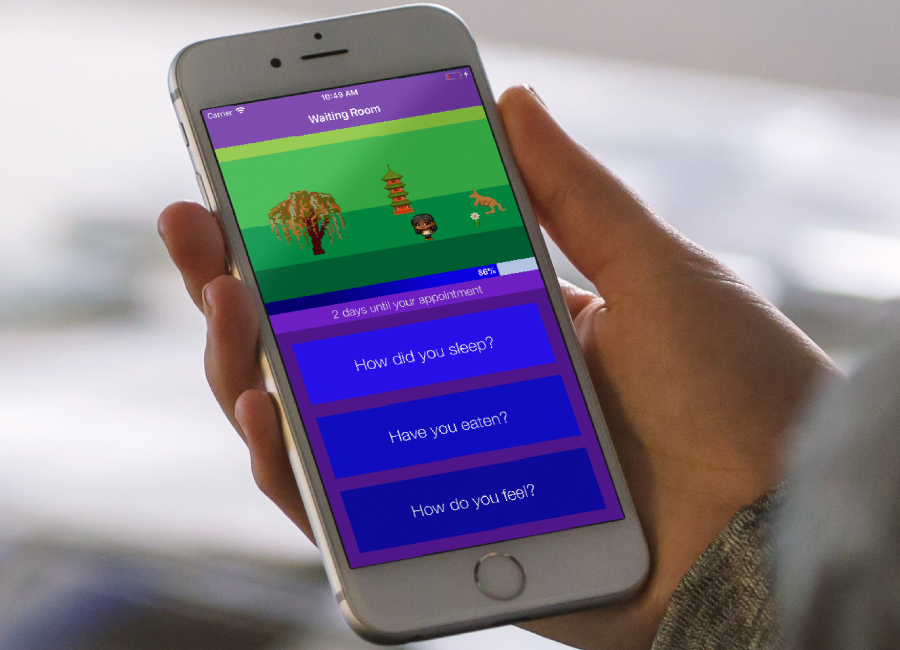 Carrier
10:49 AM
Waiting Room
86%
2 days until your appointment
How did you sleep?
Have you eaten?
How do you feel?